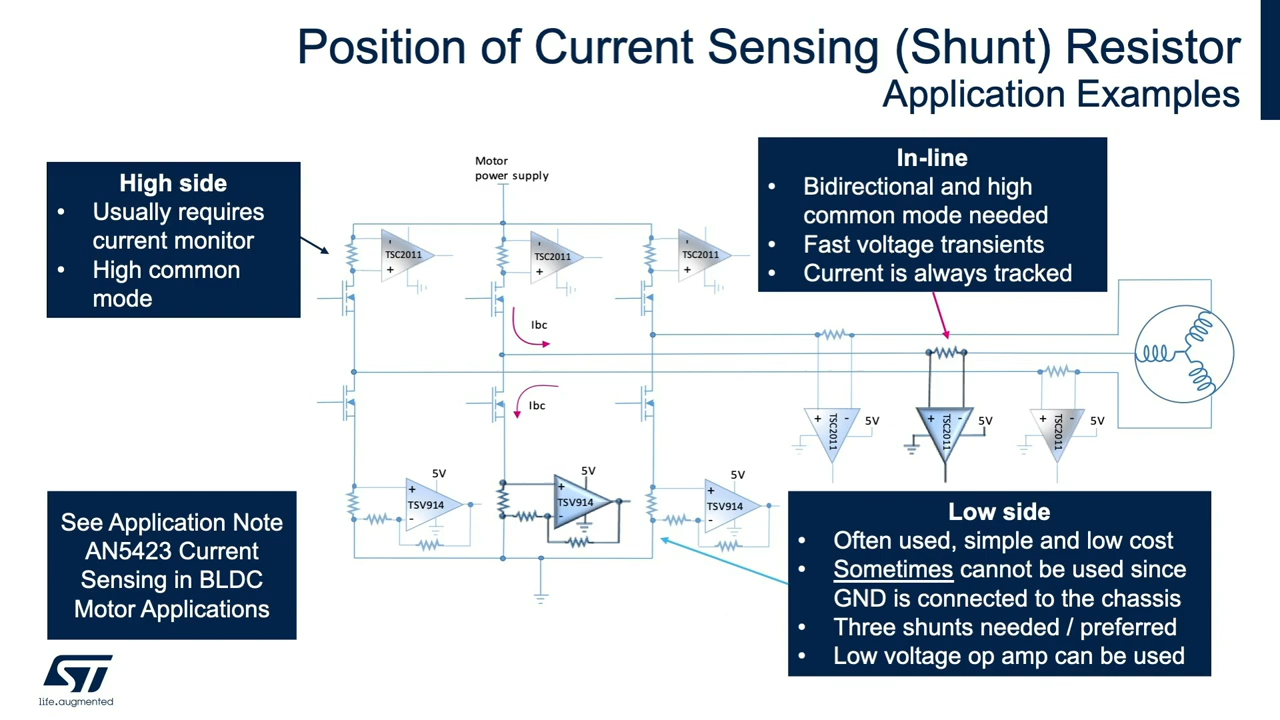 Position of Current Sensing (Shunt) Resistor
Application Examples
High side
• Usually requires
current monitor
• High common
mode
Motor
power supply
In-line
• Bidirectional and high
common mode needed
• Fast voltage transients
• Current is always tracked
-
TSC2011
+
-
TSC2011
+
-
TSC2011
+
Ibc
Ibc
+ -
TSC2011
5V
+ -
TSC2011
5V
+ -
TSC2011
5V
5V
+
TSV914
-
5V
+
TSV914
-
5V
+
TSV914
-
See Application Note
AN5423 Current
Sensing in BLDC
Motor Applications
Low side
• Often used, simple and low cost
• Sometimes cannot be used since
GND is connected to the chassis
• Three shunts needed / preferred
• Low voltage op amp can be used
ST
life.augmented